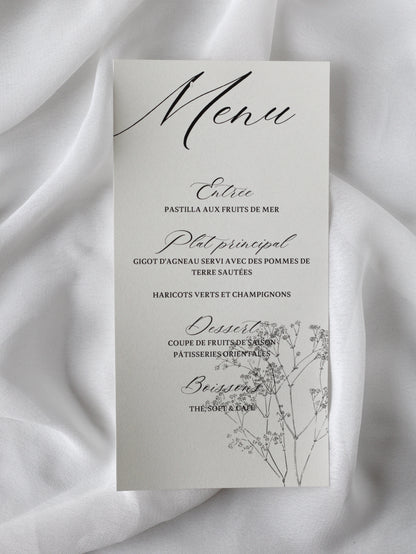 Menu
Entrée
PASTILLA AUX FRUITS DE MER
Plat principal
GIGOT D'AGNEAU SERVI AVEC DES POMMES DE
TERRE SAUTÉES
HARICOTS VERTS ET CHAMPIGNONS
Dessert
COUPE DE FRUITS DE SAISON
PÂTISSERIES ORIENTALES
Boissons
THÉ, SOFT & CAFÉ